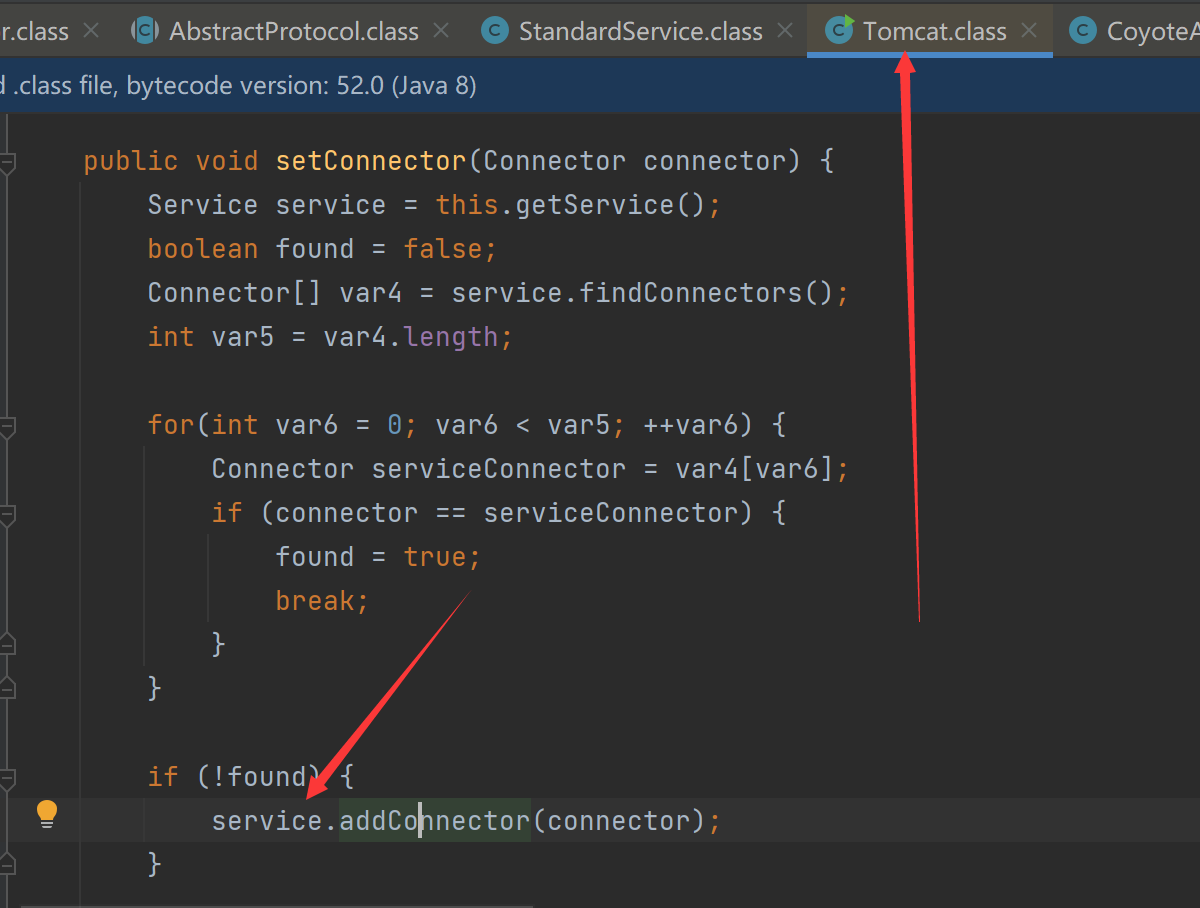 r.class AbstractProtocol.class StandardService.class Tomcat.class CoyoteA
.class file, bytecode version: 52.0 (Java 8)
public void setConnector(Connector connector) {
Service service = this.getService();
boolean found = false;
Connector[] var4 = service.findConnectors();
int var5 = var4.length;
for(int var6 = 0; var6 < var5; ++var6) {
Connector serviceConnector = var4[var6];
if (connector == serviceConnector) {
found = true;
break;
}
}
if (!found) {
service.addConnector(connector);
}